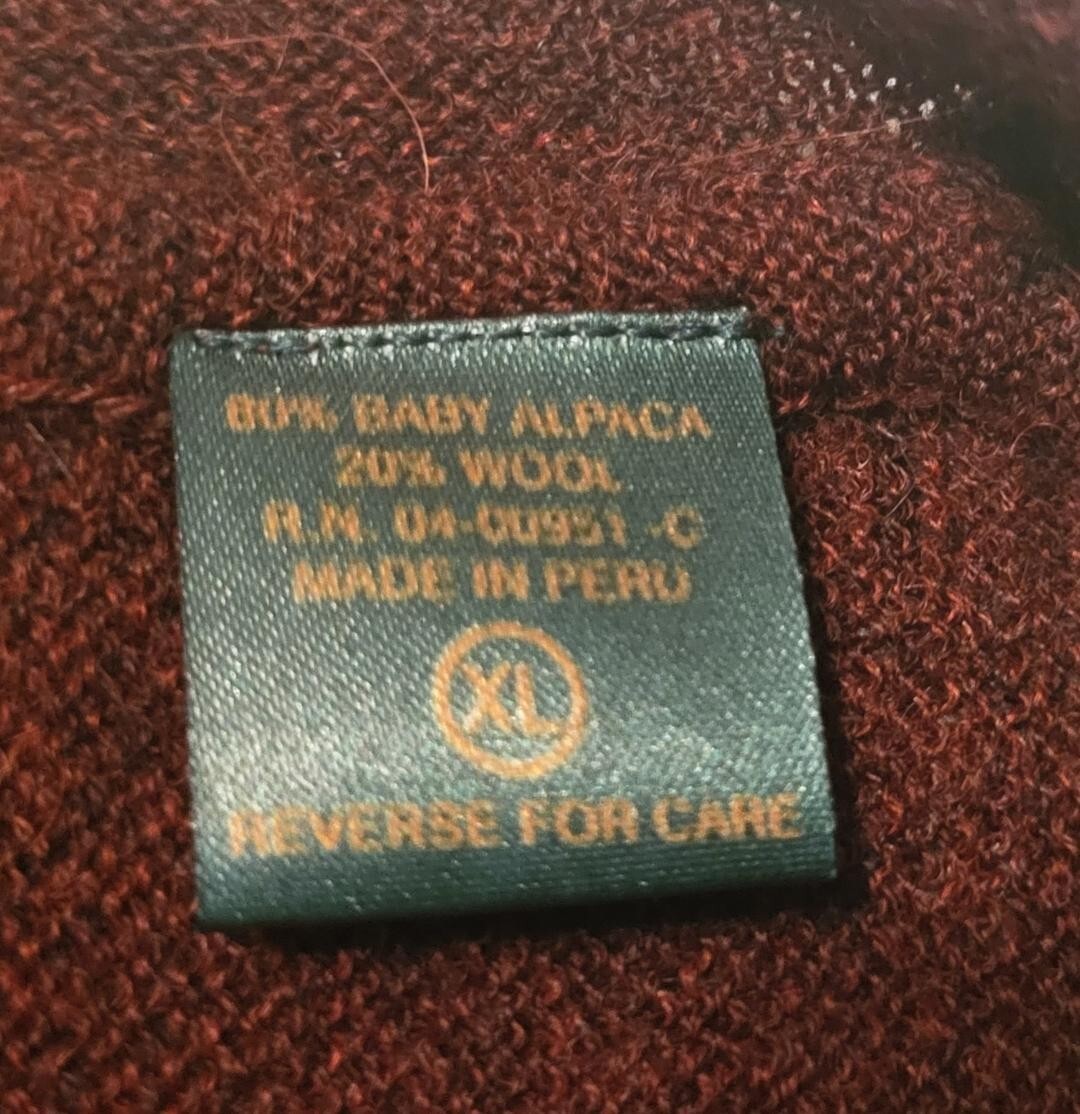 80% BABY ALPACA
20% WOOL
R.N. 04-00951 -C
MADE IN PERU
XL
REVERSE FOR CARE